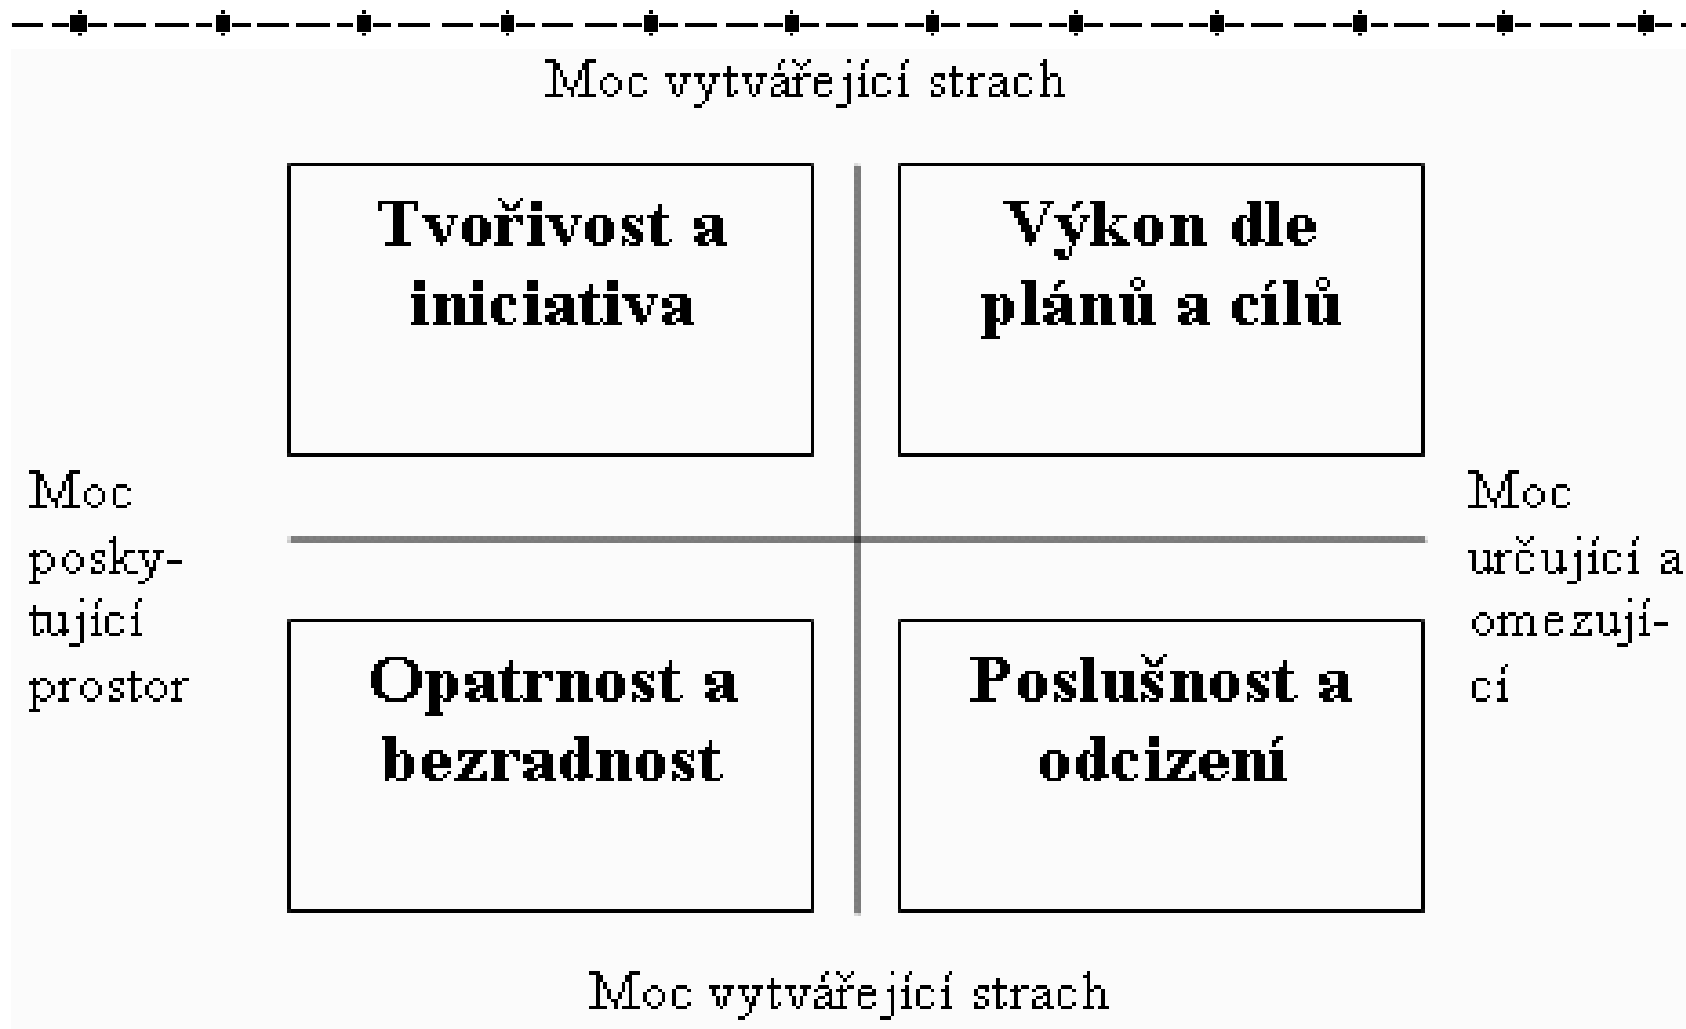 Moc vytvářející strach
Tvořivost a
iniciativa
Výkon dle
plánů a cílů
Moc
posky-
tující
prostor
Moc
určující a
omezují-
cí
Opatrnost a
bezradnost
Poslušnost a
odcizení
Moc vytvářející strach